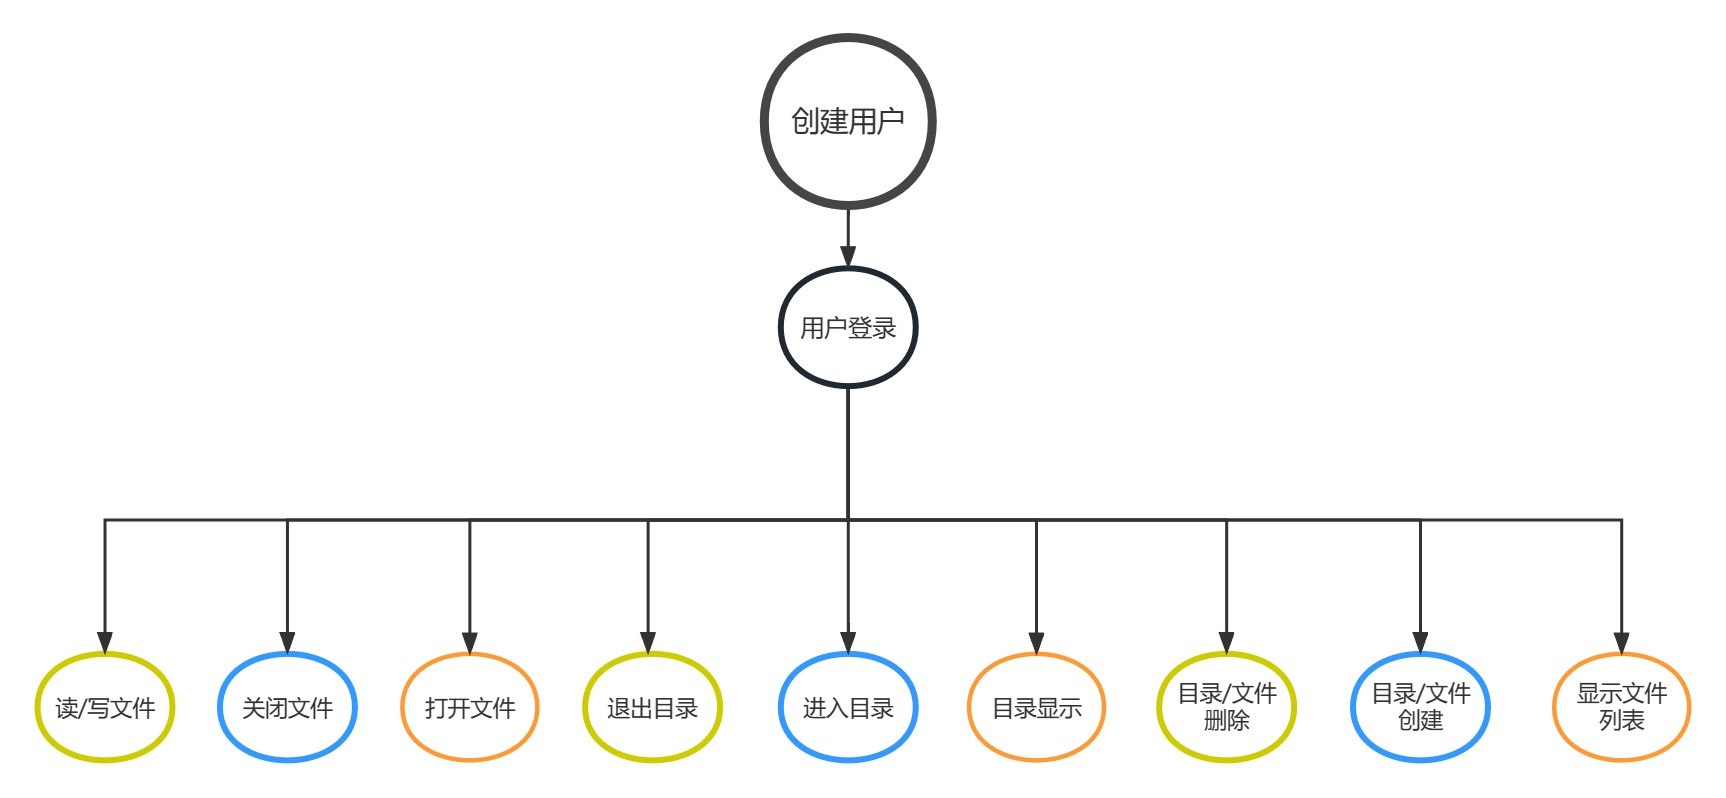 创建用户
用户登录
读/写文件
关闭文件
打开文件
退出目录
进入目录
目录显示
目录/文件
删除
目录/文件
创建
显示文件
列表